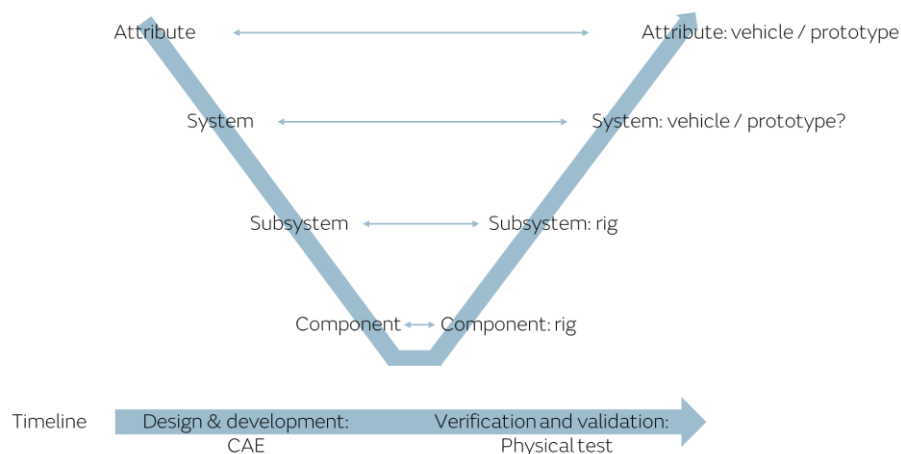 Attribute
Attribute: vehicle / prototype
System
System: vehicle / prototype?
Subsystem
Subsystem: rig
Component
Component: rig
Timeline
Design & development:
CAE
Verification and validation:
Physical test